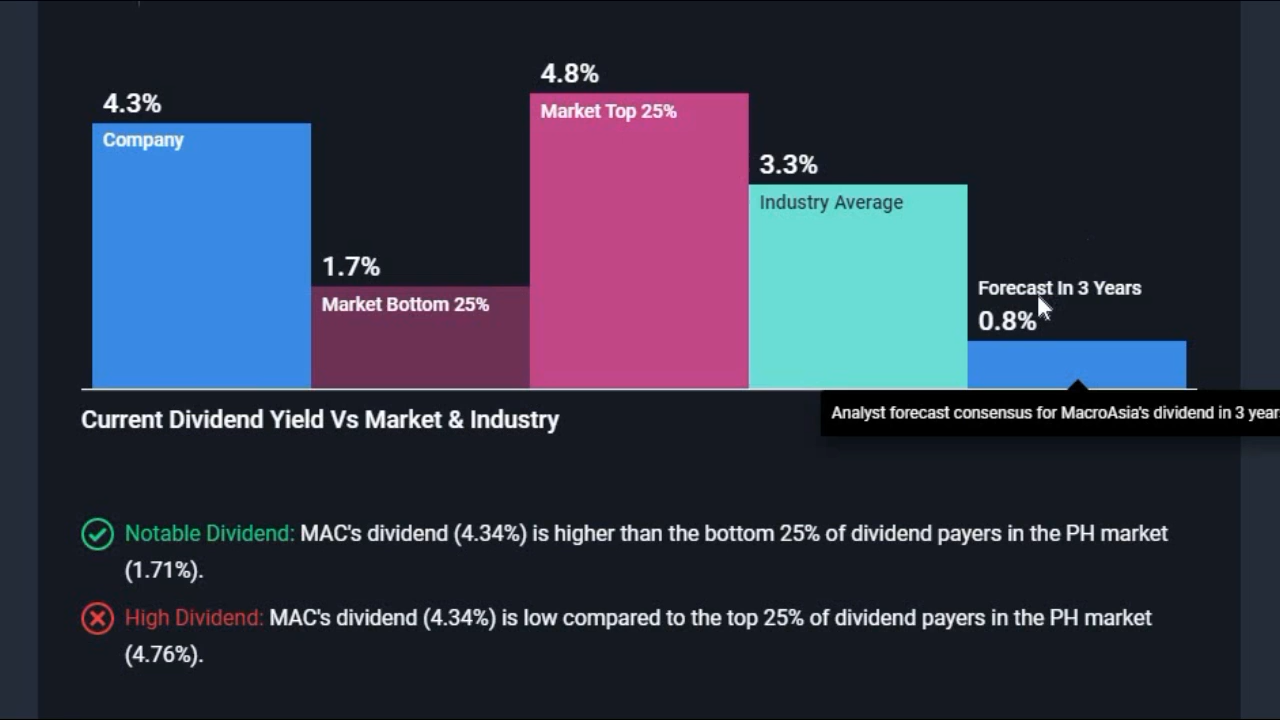 4.3%
Company
1.7%
Market Bottom 25%
4.8%
Market Top 25%
3.3%
Industry Average
Forecast In 3 Years
0.8%
Current Dividend Yield Vs Market & Industry
Analyst forecast consensus for MacroAsia's dividend in 3 year
Notable Dividend: MAC's dividend (4.34%) is higher than the bottom 25% of dividend payers in the PH market
(1.71%).
High Dividend: MAC's dividend (4.34%) is low compared to the top 25% of dividend payers in the PH market
(4.76%).